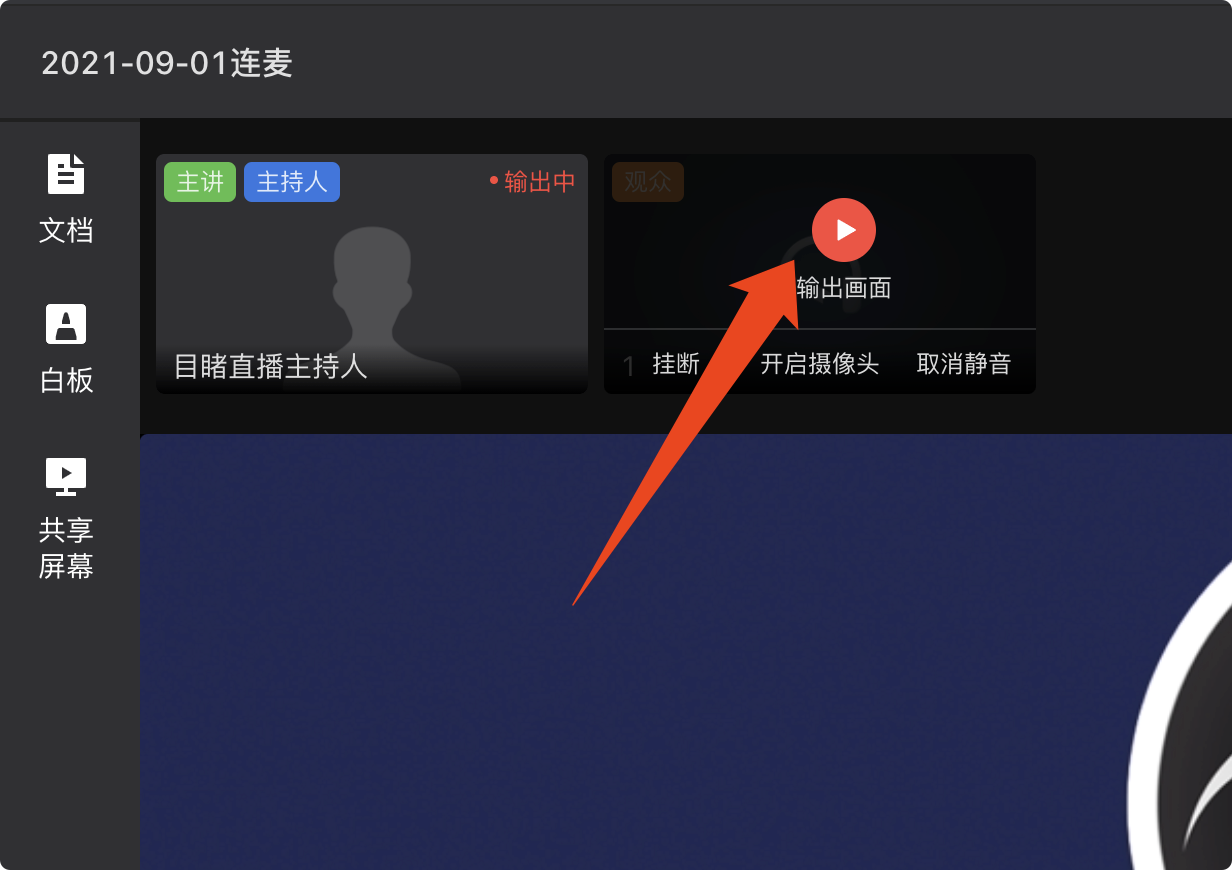 2021-09-01连麦
文档
白板
共享
屏幕
主讲 主持人 输出中
目睹直播主持人
观众
输出画面
1 挂断 开启摄像头 取消静音